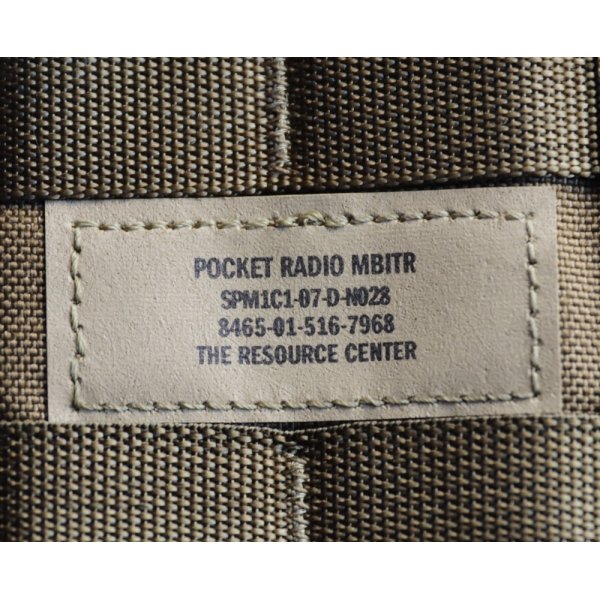 POCKET RADIO MBITR
SPM1C1-07-D-N028
8465-01-516-7968
THE RESOURCE CENTER